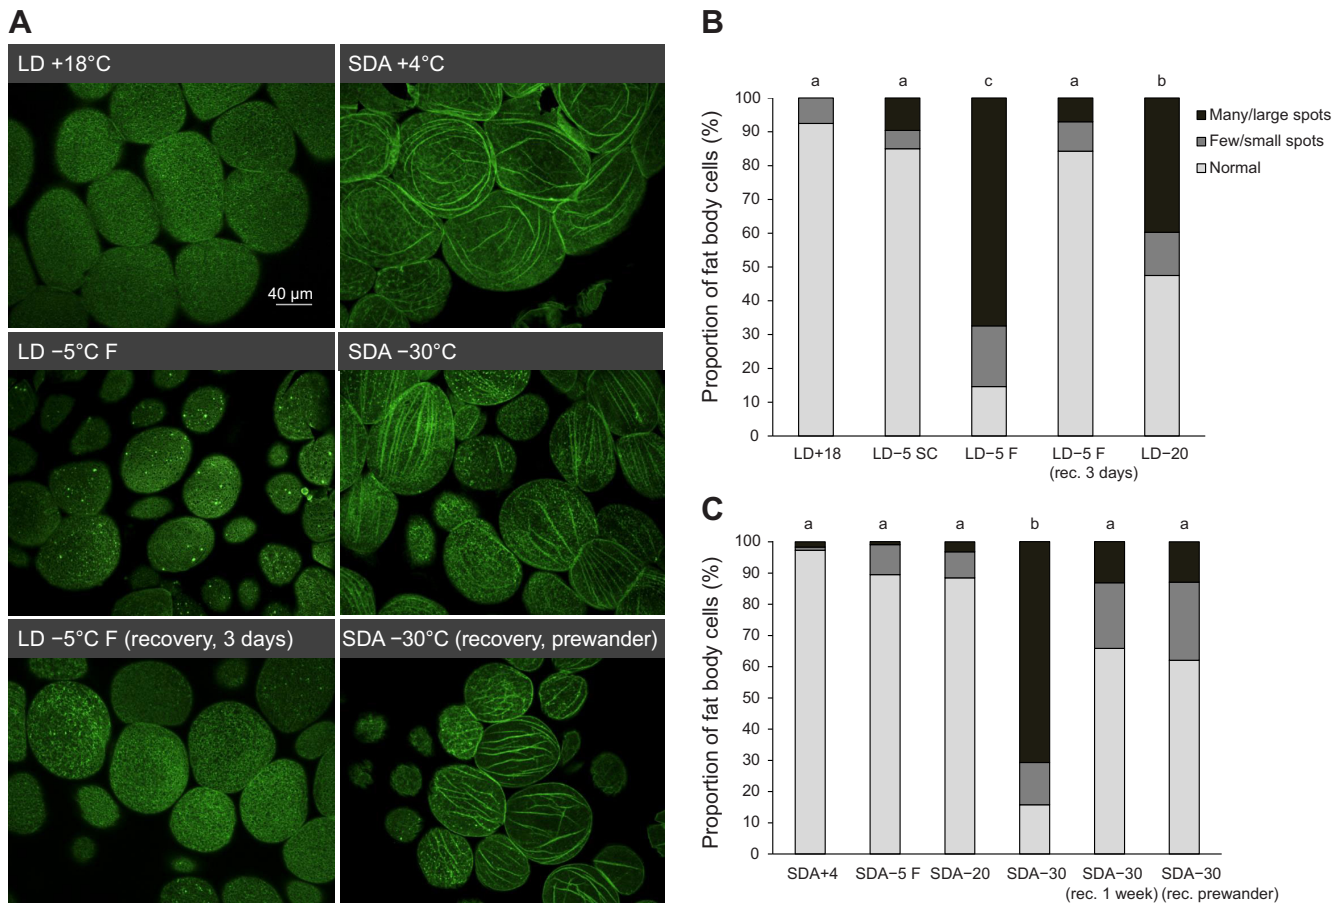 A
LD +18°C
SDA +4°C
40 µm
LD −5°C F
SDA −30°C
LD −5°C F (recovery, 3 days)
SDA −30°C (recovery, prewander)
B
a a c a b
Proportion of fat body cells (%)
100
90
80
70
60
50
40
30
20
10
0
Many/large spots
Few/small spots
Normal
LD+18 LD−5 SC LD−5 F LD−5 F LD−20
(rec. 3 days)
C
a a a b a a
Proportion of fat body cells (%)
100
90
80
70
60
50
40
30
20
10
0
SDA+4 SDA−5 F SDA−20 SDA−30 SDA−30 SDA−30
(rec. 1 week) (rec. prewander)